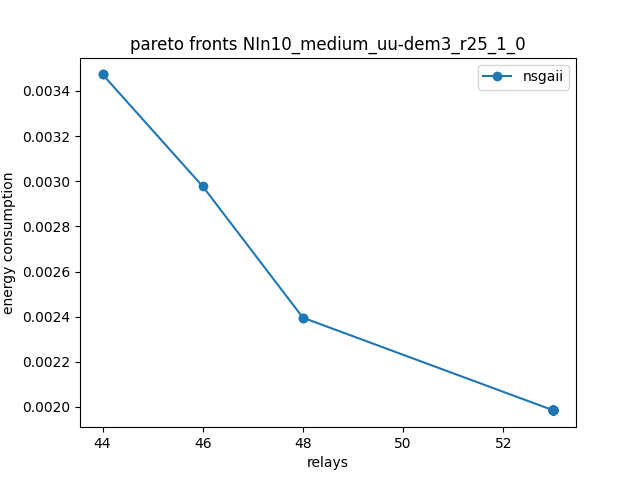 pareto fronts NIn10_medium_uu-dem3_r25_1_0
nsgaii
0.0034
0.0032
0.0030
0.0028
0.0026
0.0024
0.0022
0.0020
energy consumption
44 46 48 50 52
relays